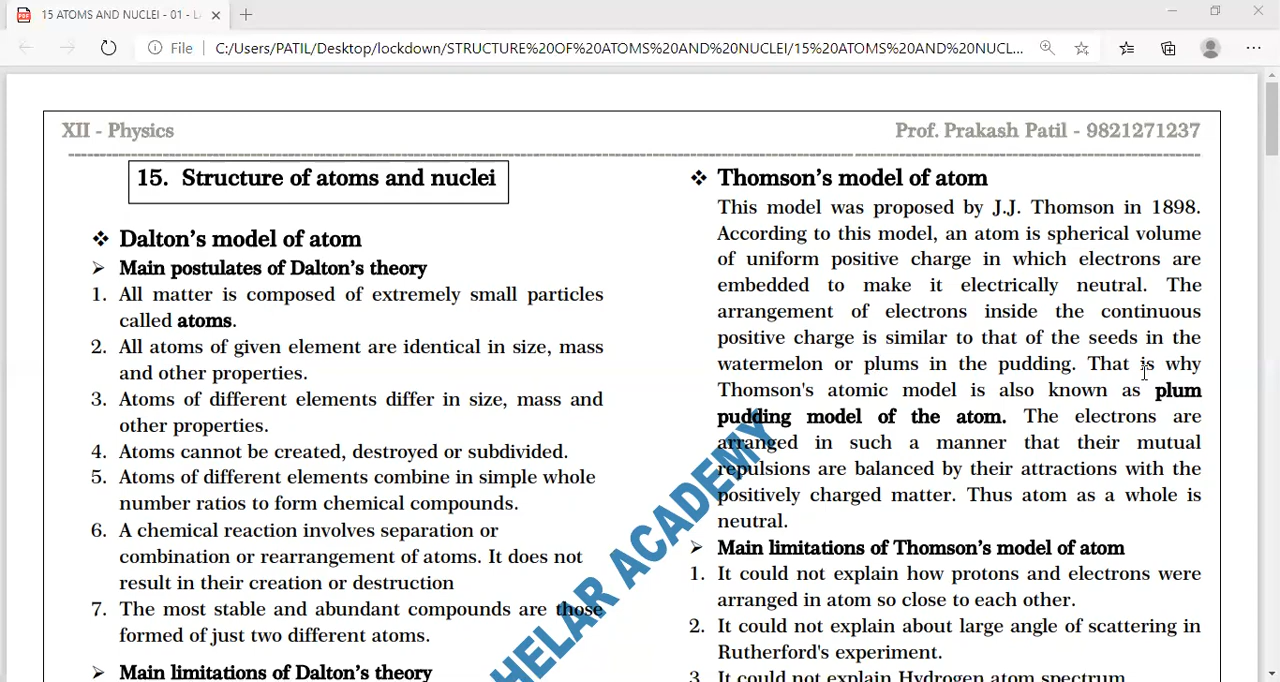 15 ATOMS AND NUCLEI - 01 - L
File
C:/Users/PATIL/Desktop/lockdown/STRUCTURE%20OF%20ATOMS%20AND%20NUCLEI/15%20ATOMS%20AND%20NUCL...
XII - Physics
Prof. Prakash Patil - 9821271237
15. Structure of atoms and nuclei
❖ Dalton's model of atom
➢ Main postulates of Dalton's theory
1. All matter is composed of extremely small particles
called atoms.
2. All atoms of given element are identical in size, mass
and other properties.
3. Atoms of different elements differ in size, mass and
other properties.
4. Atoms cannot be created, destroyed or subdivided.
5. Atoms of different elements combine in simple whole
number ratios to form chemical compounds.
6. A chemical reaction involves separation or
combination or rearrangement of atoms. It does not
result in their creation or destruction
7. The most stable and abundant compounds are those
formed of just two different atoms.
➢ Main limitations of Dalton's theory
❖ Thomson's model of atom
This model was proposed by J.J. Thomson in 1898.
According to this model, an atom is spherical volume
of uniform positive charge in which electrons are
embedded to make it electrically neutral. The
arrangement of electrons inside the continuous
positive charge is similar to that of the seeds in the
watermelon or plums in the pudding. That is why
Thomson's atomic model is also known as plum
pudding model of the atom. The electrons are
arranged in such a manner that their mutual
repulsions are balanced by their attractions with the
positively charged matter. Thus atom as a whole is
neutral.
➢ Main limitations of Thomson's model of atom
1. It could not explain how protons and electrons were
arranged in atom so close to each other.
2. It could not explain about large angle of scattering in
Rutherford's experiment.
3. It could not explain Hydrogen atom spectrum
HELAR ACADEMY